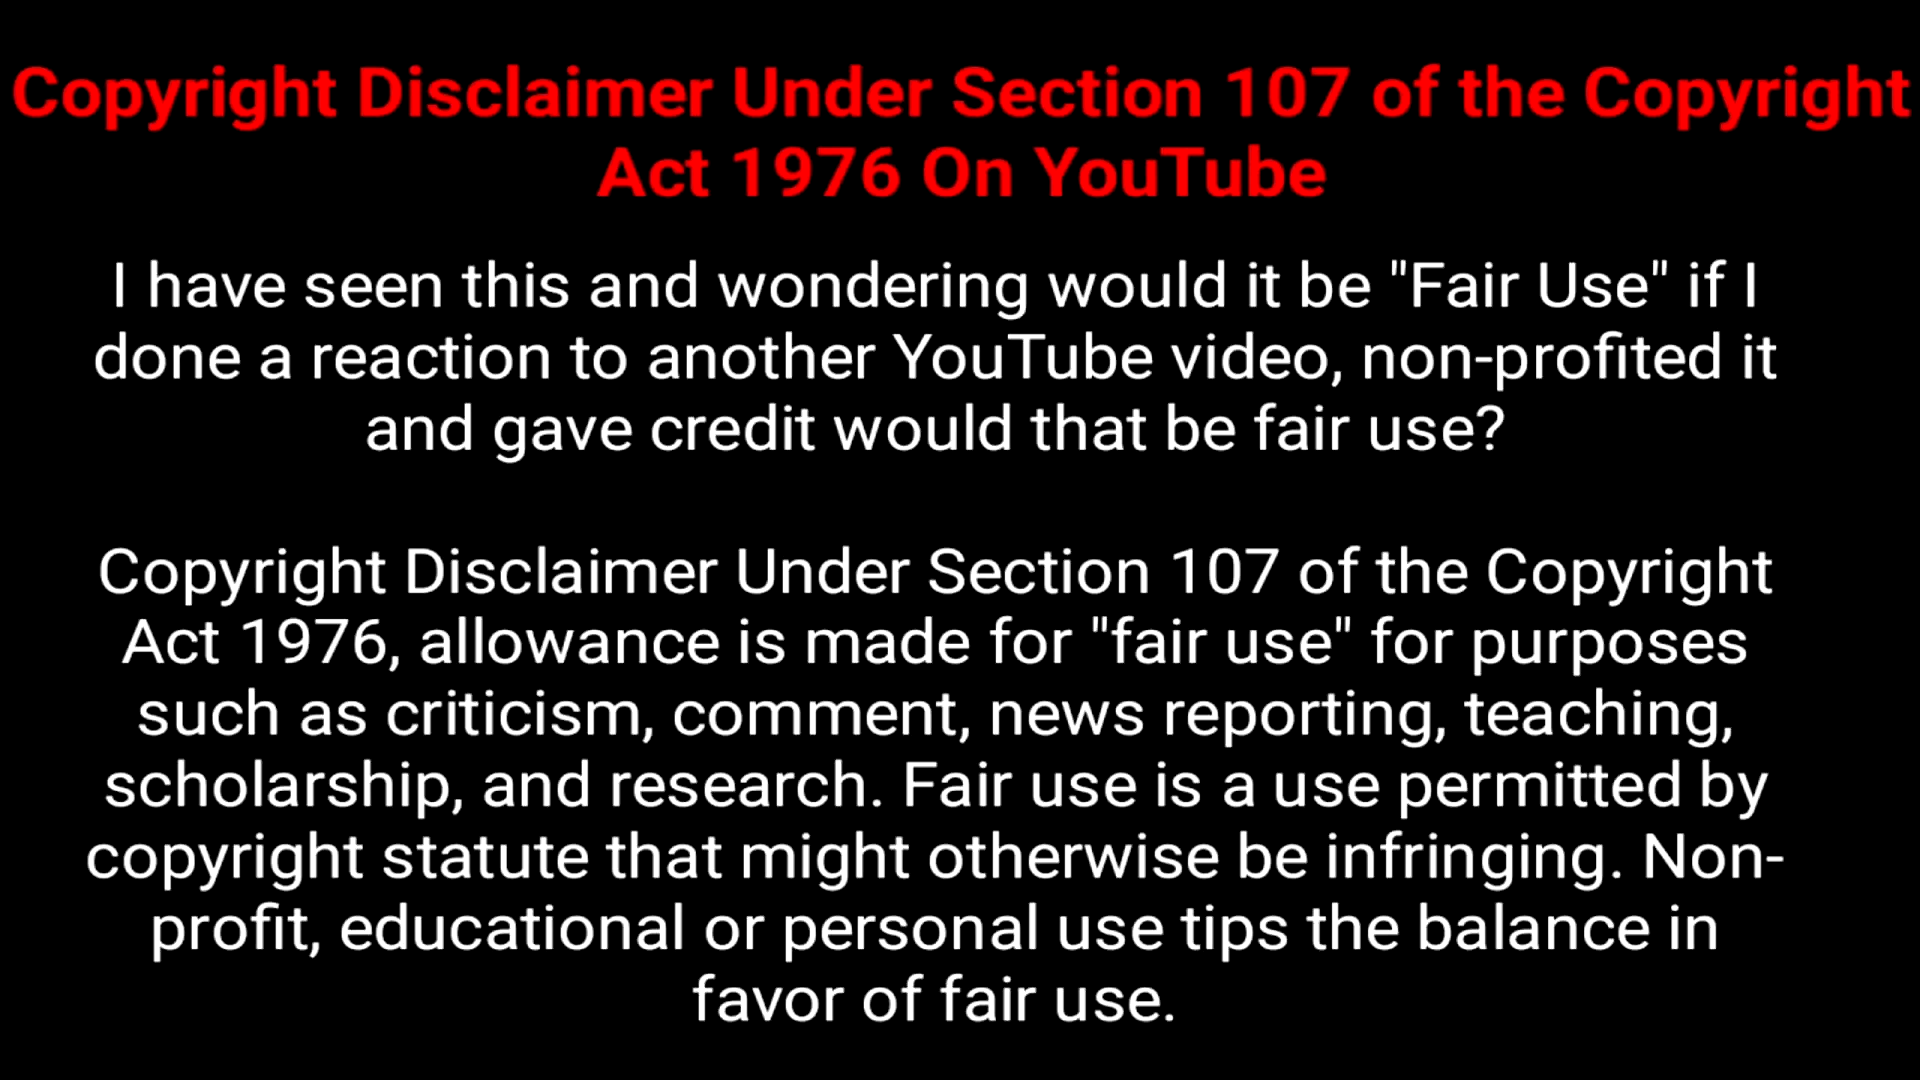 Copyright Disclaimer Under Section 107 of the Copyright
Act 1976 On YouTube
I have seen this and wondering would it be "Fair Use" if I
done a reaction to another YouTube video, non-profited it
and gave credit would that be fair use?
Copyright Disclaimer Under Section 107 of the Copyright
Act 1976, allowance is made for "fair use" for purposes
such as criticism, comment, news reporting, teaching,
scholarship, and research. Fair use is a use permitted by
copyright statute that might otherwise be infringing. Non-
profit, educational or personal use tips the balance in
favor of fair use.